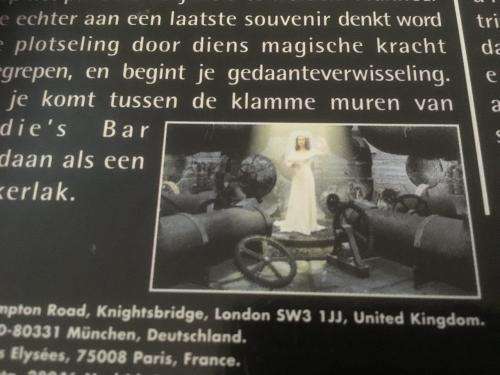 echter aan een laatste souvenir denkt word
plotseling door diens magische kracht
en begint je gedaanteverwisseling.
je komt tussen de klamme muren van
die's Bar
daan als een
kerlak.
tri
da
e
a
mpton Road, Knightsbridge, London SW3 1JJ, United Kingdom.
D-80331 München, Deutschland.
s Elysées, 75008 Paris, France.